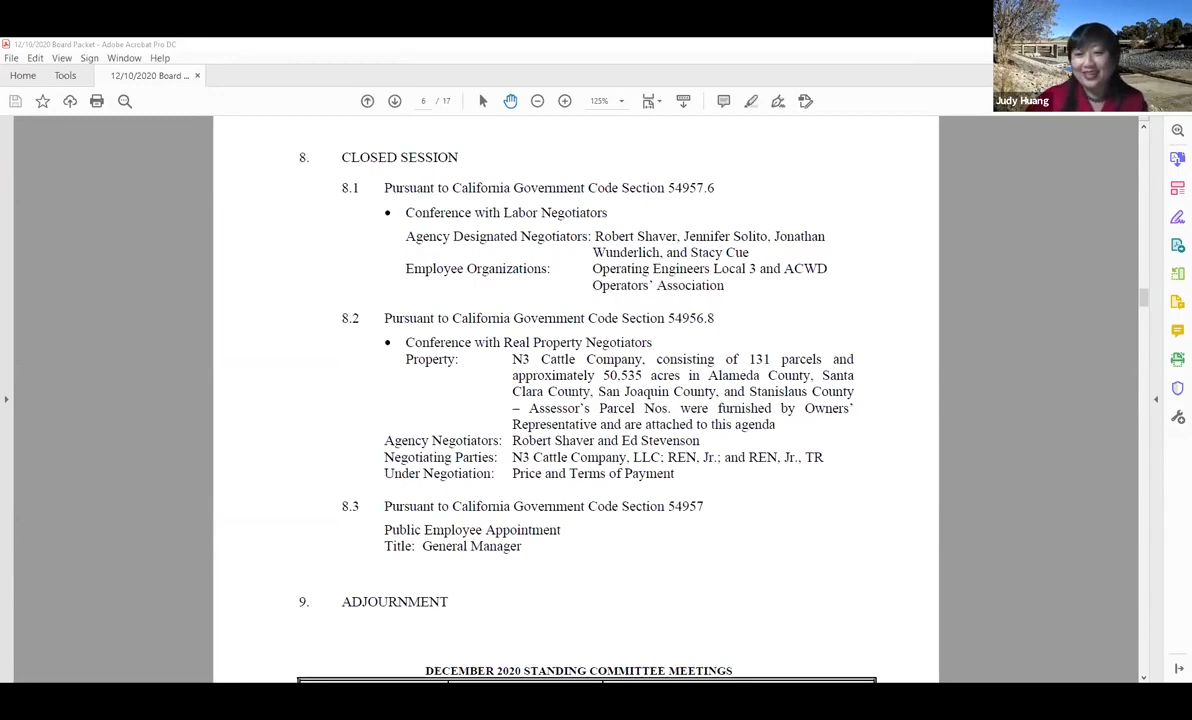 12/10/2020 Board Packet - Adobe Acrobat Pro DC
File Edit View Sign Window Help
Home Tools 12/10/2020 Board ... ×
6 / 17 125%
Judy Huang
8. CLOSED SESSION
8.1 Pursuant to California Government Code Section 54957.6
• Conference with Labor Negotiators
Agency Designated Negotiators: Robert Shaver, Jennifer Solito, Jonathan
Wunderlich, and Stacy Cue
Employee Organizations: Operating Engineers Local 3 and ACWD
Operators’ Association
8.2 Pursuant to California Government Code Section 54956.8
• Conference with Real Property Negotiators
Property: N3 Cattle Company, consisting of 131 parcels and
approximately 50,535 acres in Alameda County, Santa
Clara County, San Joaquin County, and Stanislaus County
– Assessor’s Parcel Nos. were furnished by Owners’
Representative and are attached to this agenda
Agency Negotiators: Robert Shaver and Ed Stevenson
Negotiating Parties: N3 Cattle Company, LLC; REN, Jr.; and REN, Jr., TR
Under Negotiation: Price and Terms of Payment
8.3 Pursuant to California Government Code Section 54957
Public Employee Appointment
Title: General Manager
9. ADJOURNMENT
DECEMBER 2020 STANDING COMMITTEE MEETINGS